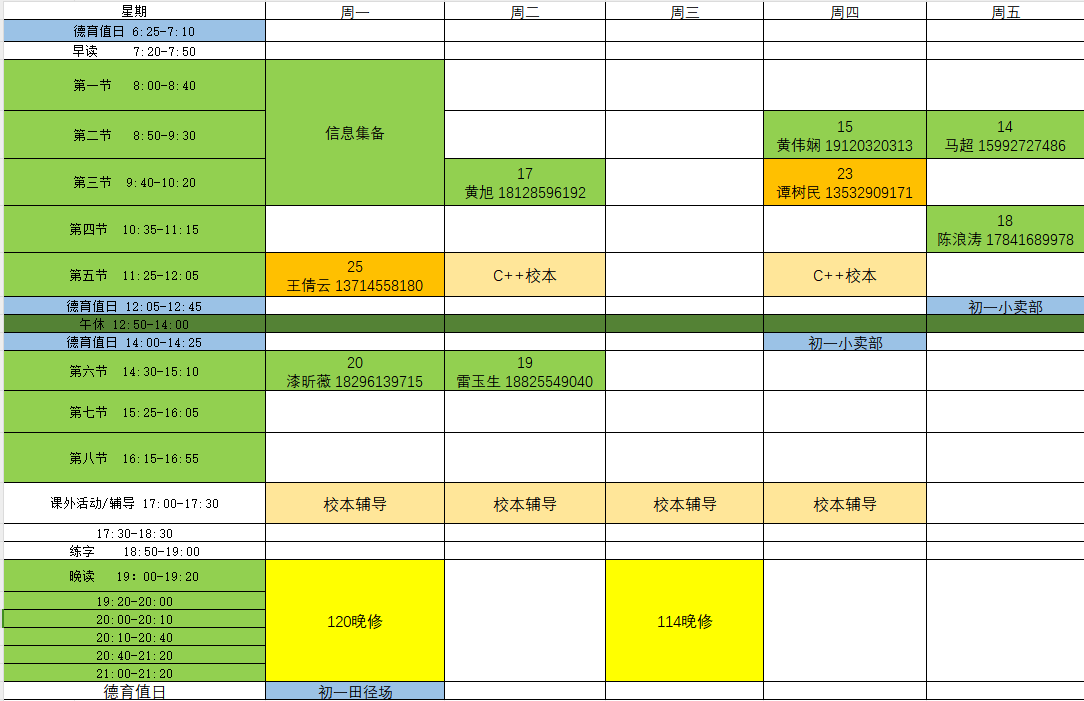 星期 周一 周二 周三 周四 周五
德育值日 6:25-7:10
早读 7:20-7:50
第一节 8:00-8:40
信息集备
第二节 8:50-9:30
15
黄伟娴 19120320313
14
马超 15992727486
第三节 9:40-10:20
17
黄旭 18128596192
23
谭树民 13532909171
第四节 10:35-11:15
18
陈浪涛 17841689978
第五节 11:25-12:05
25
王倩云 13714558180
C++校本
C++校本
德育值日 12:05-12:45
初一小卖部
午休 12:50-14:00
德育值日 14:00-14:25
初一小卖部
第六节 14:30-15:10
20
漆昕薇 18296139715
19
雷玉生 18825549040
第七节 15:25-16:05
第八节 16:15-16:55
课外活动/辅导 17:00-17:30
校本辅导
校本辅导
校本辅导
校本辅导
17:30-18:30
练字 18:50-19:00
晚读 19：00-19:20
19:20-20:00
20:00-20:10
120晚修
114晚修
20:10-20:40
20:40-21:20
21:00-21:20
德育值日
初一田径场